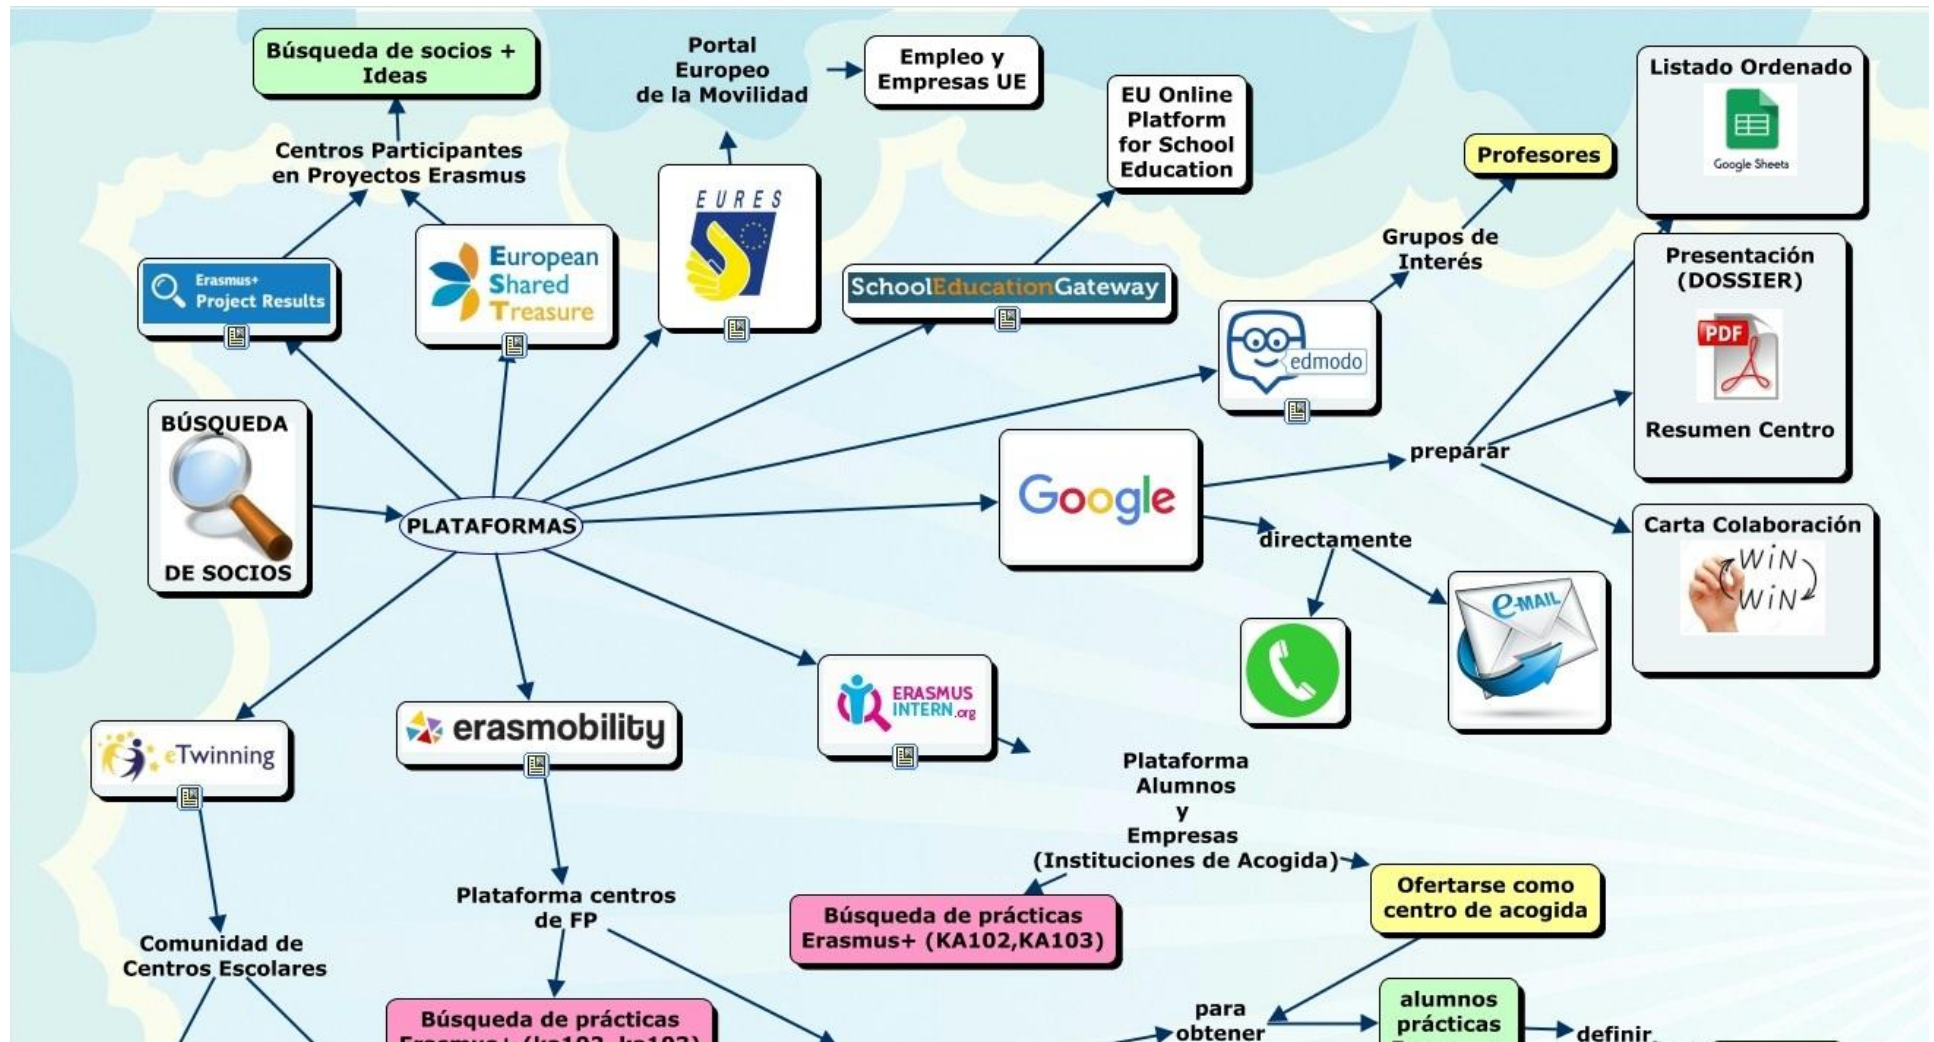 Búsqueda de socios +
Ideas
Portal
Europeo
de la Movilidad
Empleo y
Empresas UE
EU Online
Platform
for School
Education
Listado Ordenado
Google Sheets
Profesores
Centros Participantes
en Proyectos Erasmus
EURES
Grupos de
Interés
Erasmus+
Project Results
European
Shared
Treasure
SchoolEducationGateway
edmodo
Presentación
(DOSSIER)
PDF
Resumen Centro
BÚSQUEDA
DE SOCIOS
PLATAFORMAS
Google
preparar
directamente
Carta Colaboración
WiN
WiN
e-MAIL
eTwinning
erasmobility
ERASMUS
INTERN.org
Plataforma
Alumnos
y
Empresas
(Instituciones de Acogida)
Plataforma centros
de FP
Búsqueda de prácticas
Erasmus+ (KA102,KA103)
Ofertarse como
centro de acogida
Comunidad de
Centros Escolares
Búsqueda de prácticas
Erasmus+ (ka102, ka103)
para
obtener
alumnos
prácticas
definir